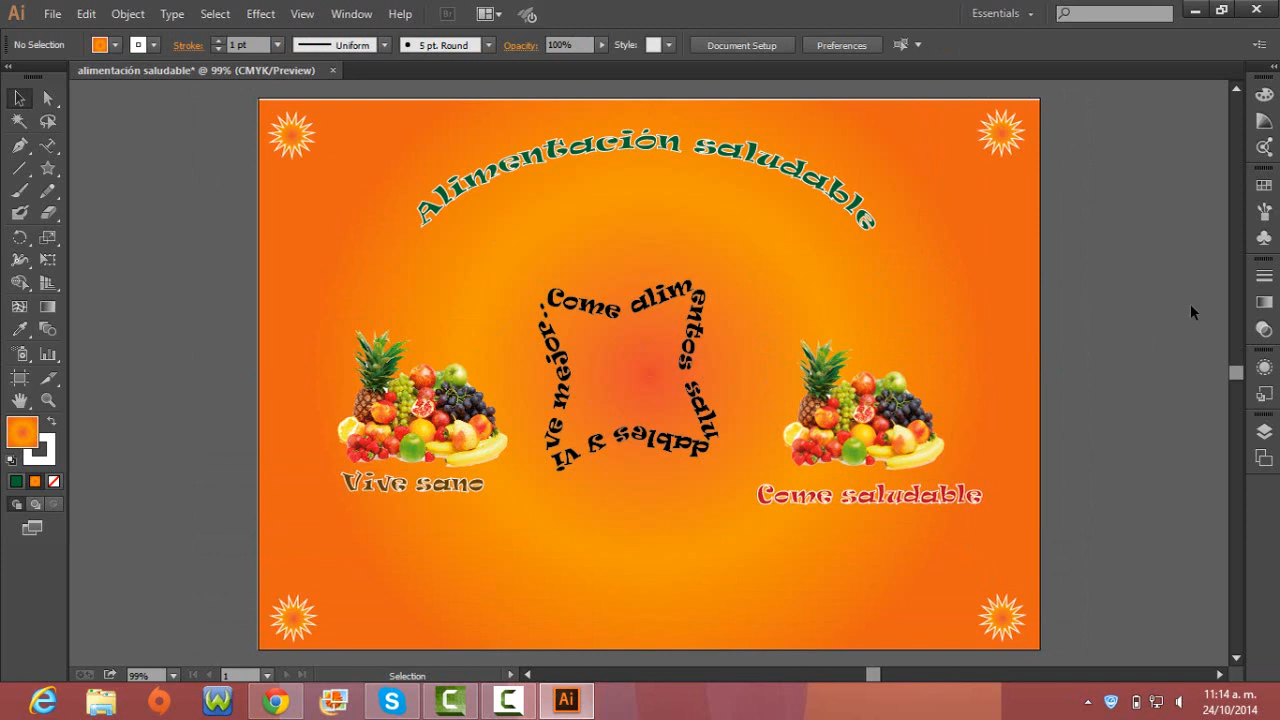 Ai File Edit Object Type Select Effect View Window Help Br Essentials
No Selection Stroke: 1 pt Uniform 5 pt. Round Opacity: 100% Style: Document Setup Preferences
alimentación saludable* @ 99% (CMYK/Preview) ×
Alimentación saludable
Come alimentos saludables y vive mejor.
Vive sano
Come saludable
99% 1 Selection
11:14 a. m.
24/10/2014